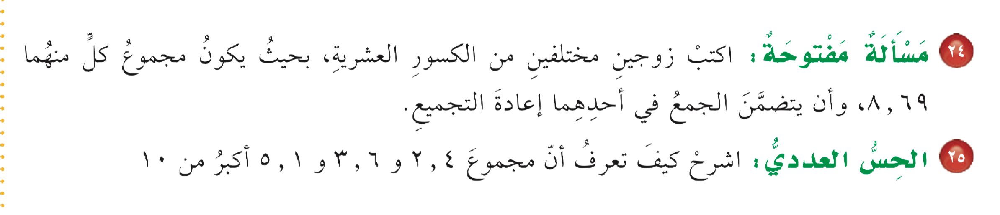 ٢٤ مَسْأَلَةٌ مَفْتوحَةٌ: اكتبْ زوجينِ مختلفينِ من الكسورِ العشريةِ، بحيثُ يكونُ مجموعُ كلٍّ منهُما
٨,٦٩، وأن يتضمَّنَ الجمعُ في أحدِهِما إعادةَ التجميعِ.
٢٥ الحِسُّ العدديُّ: اشرحْ كيفَ تعرفُ أنّ مجموعَ ٢,٤ و ٣,٦ و ٥,١ أكبرُ من ١٠